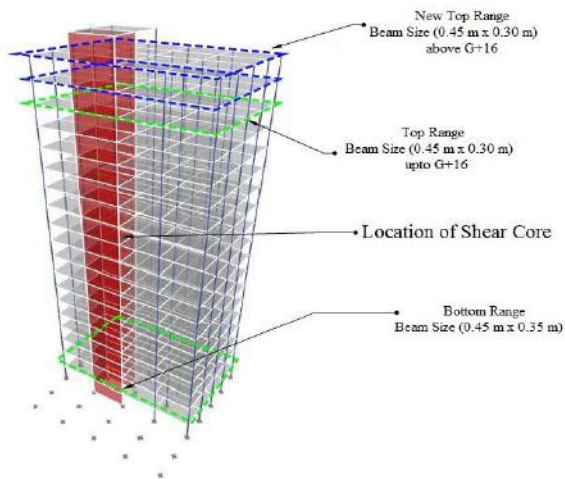 New Top Range
Beam Size (0.45 m x 0.30 m)
above G+16
Top Range
Beam Size (0.45 m x 0.30 m)
upto G+16
Location of Shear Core
Bottom Range
Beam Size (0.45 m x 0.35 m)